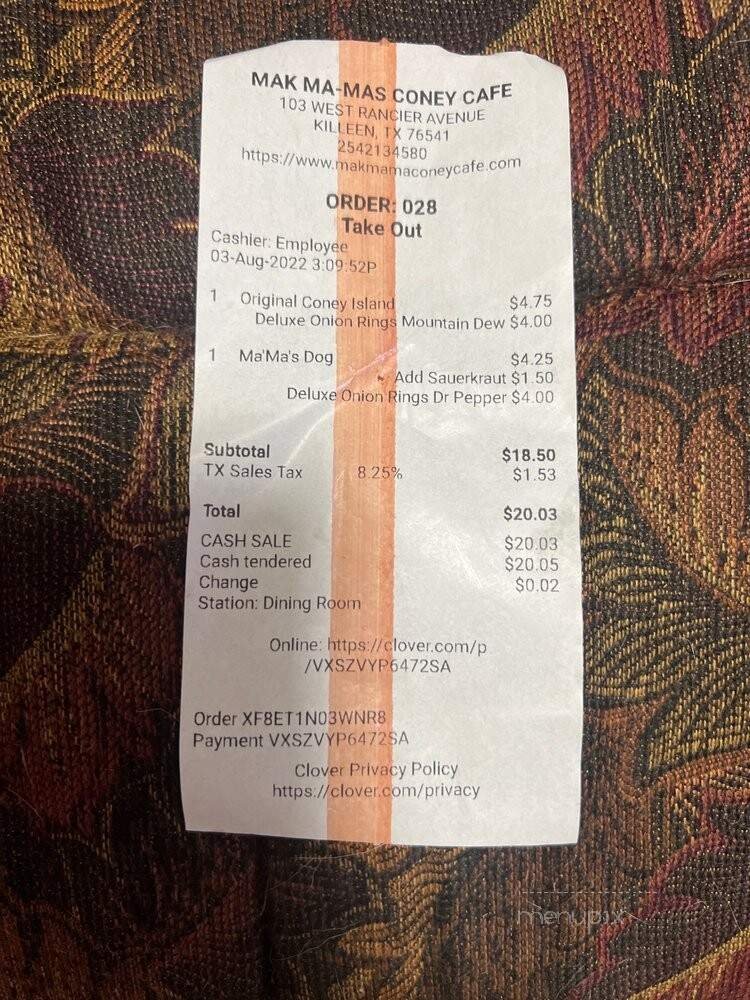 MAK MA-MAS CONEY CAFE
103 WEST RANCIER AVENUE
KILLEEN, TX 76541
2542134580
https://www.makmamaconeycafe.com
ORDER: 028
Take Out
Cashier: Employee
03-Aug-2022 3:09:52P
1 Original Coney Island $4.75
Deluxe Onion Rings Mountain Dew $4.00
1 Ma'Ma's Dog $4.25
Add Sauerkraut $1.50
Deluxe Onion Rings Dr Pepper $4.00
Subtotal $18.50
TX Sales Tax 8.25% $1.53
Total $20.03
CASH SALE $20.03
Cash tendered $20.05
Change $0.02
Station: Dining Room
Online: https://clover.com/p
/VXSZVYP6472SA
Order XF8ET1N03WNR8
Payment VXSZVYP6472SA
Clover Privacy Policy
https://clover.com/privacy
menupix